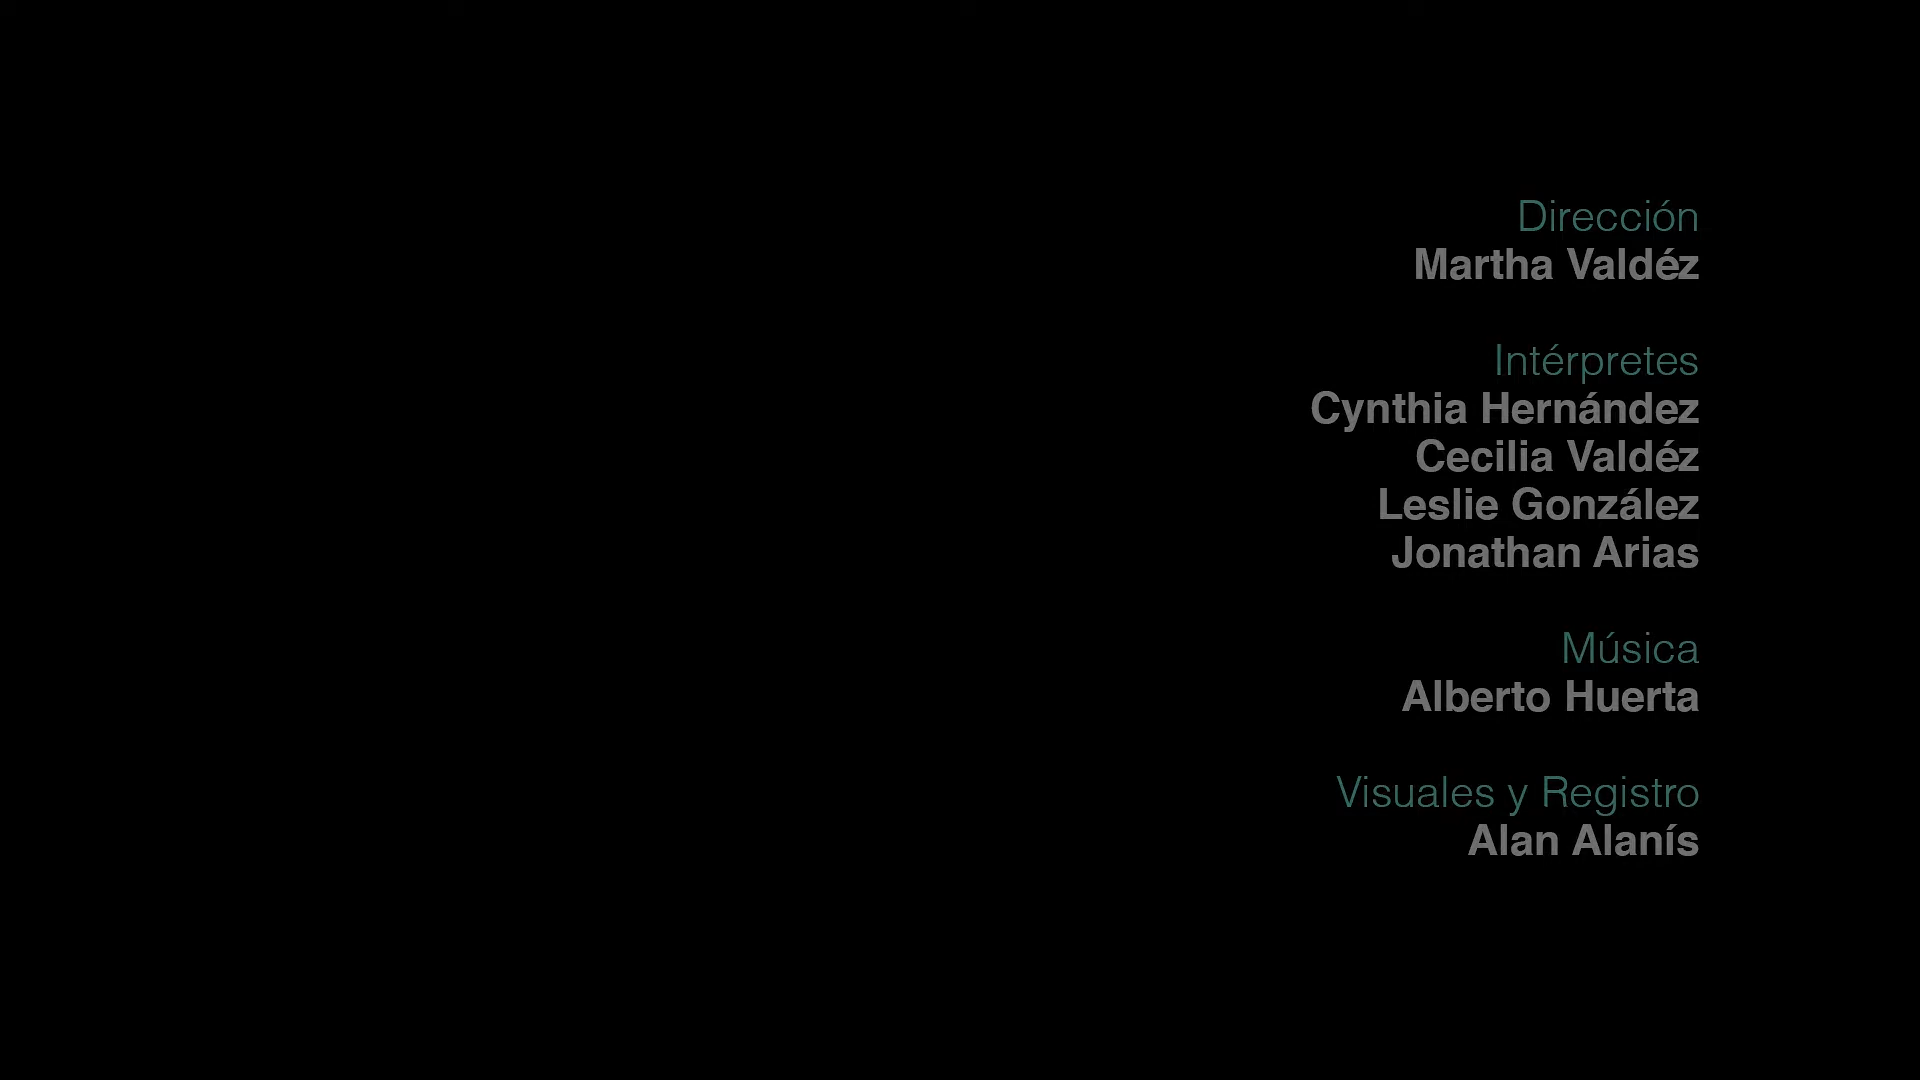 Dirección
Martha Valdéz
Intérpretes
Cynthia Hernández
Cecilia Valdéz
Leslie González
Jonathan Arias
Música
Alberto Huerta
Visuales y Registro
Alan Alanís